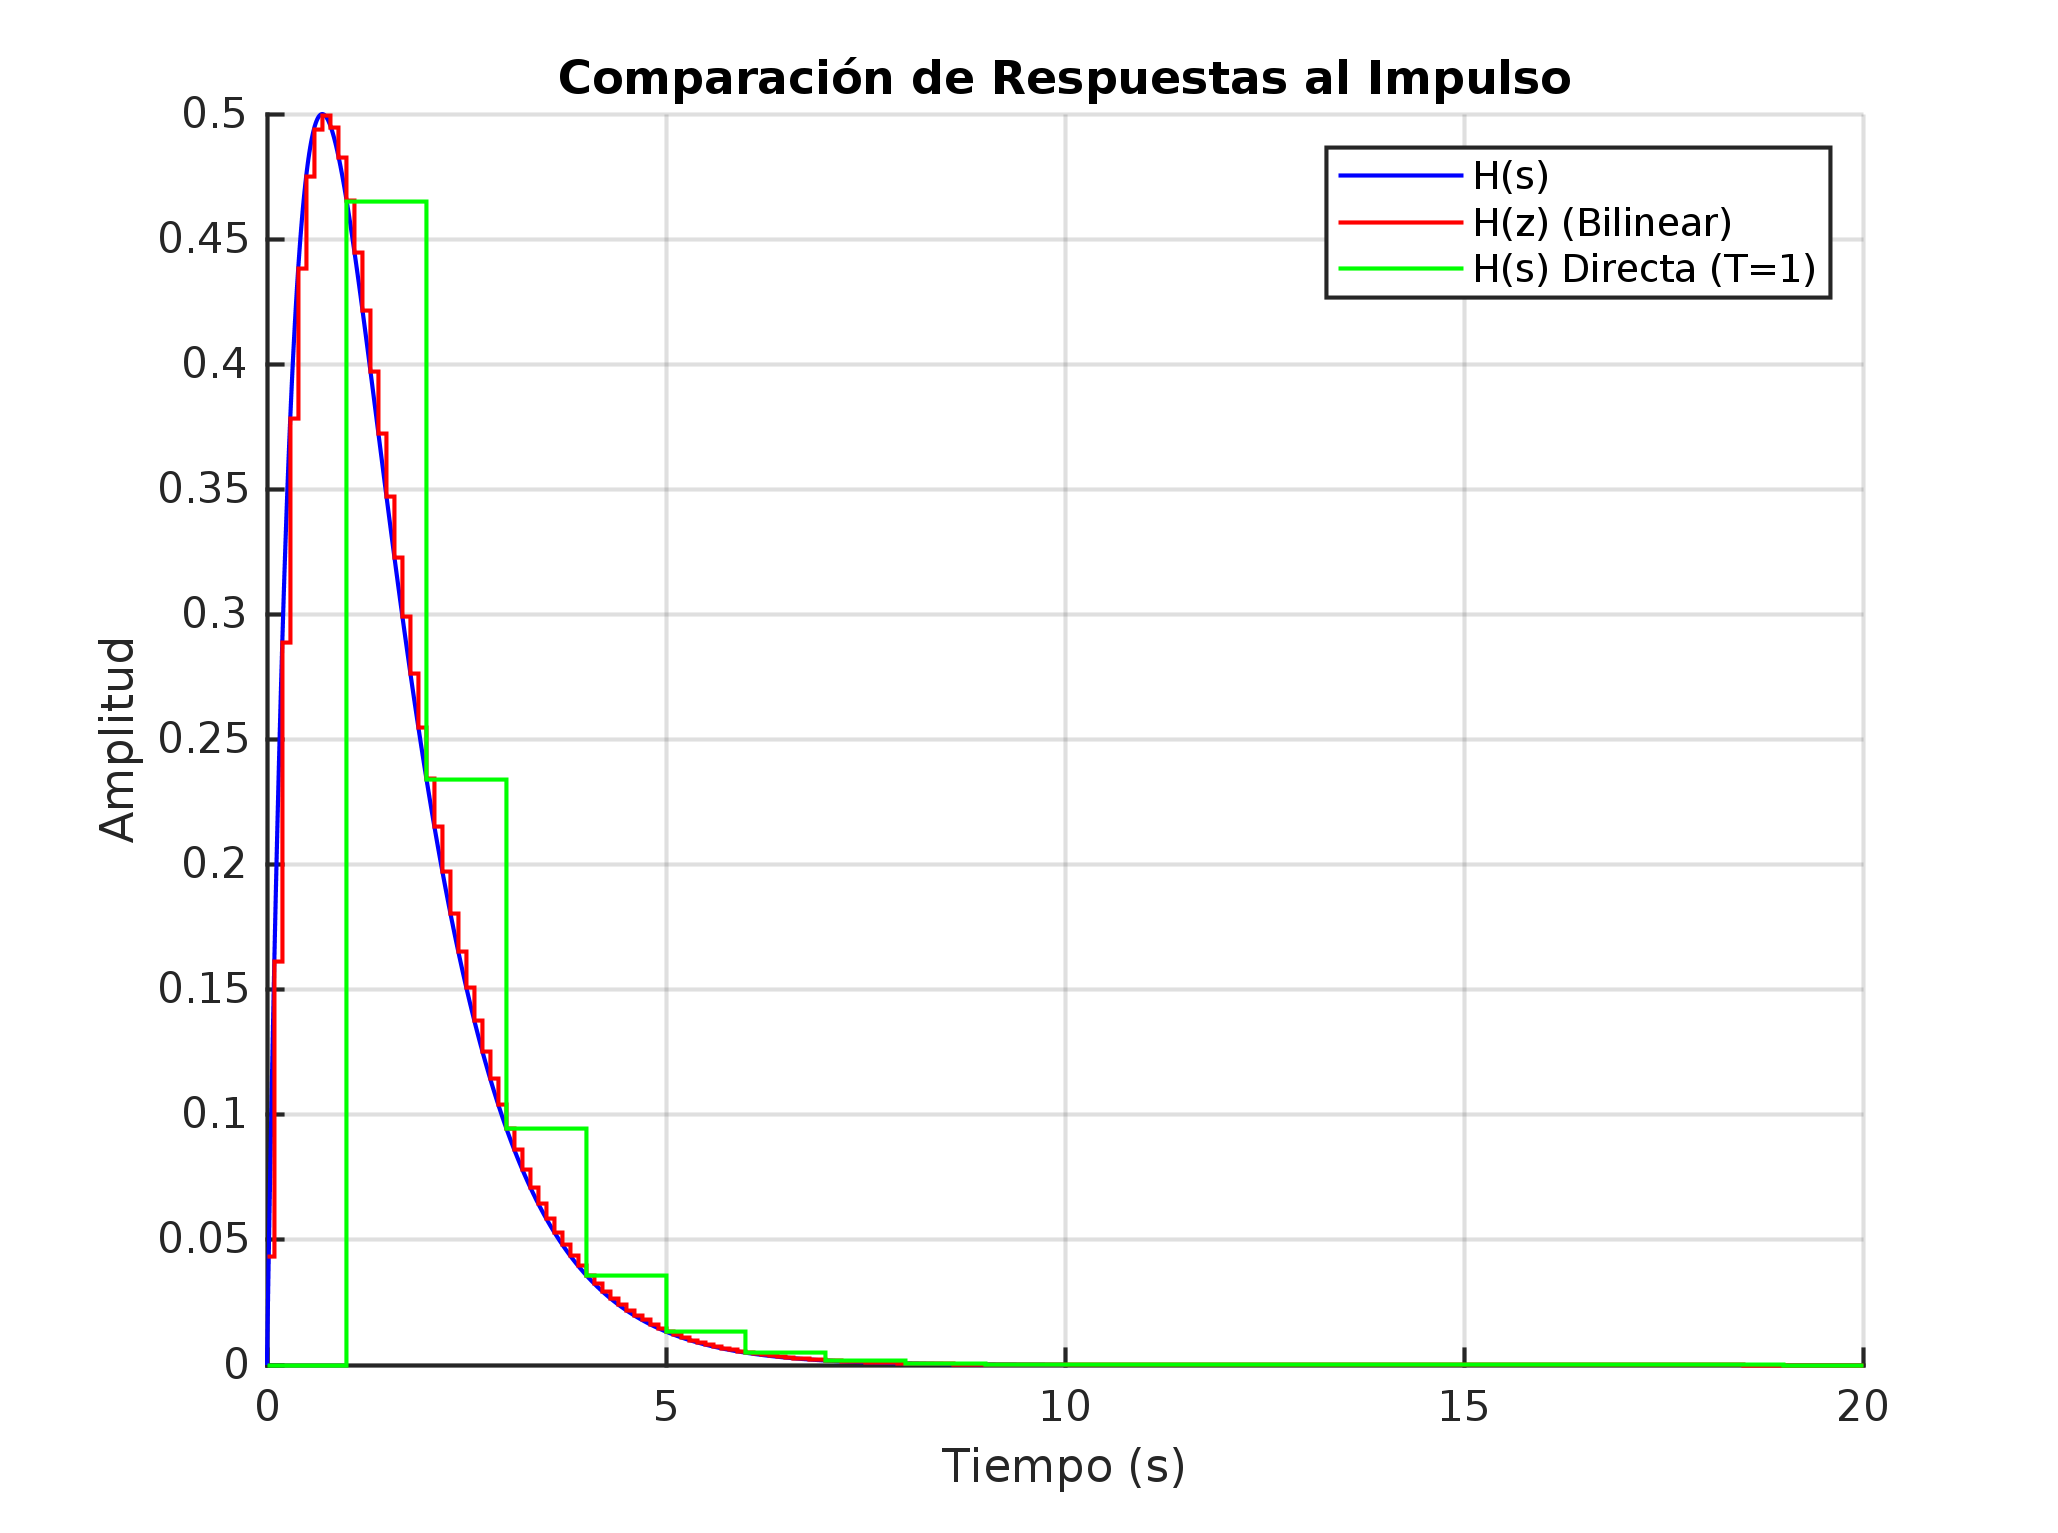 Comparación de Respuestas al Impulso
0.5
0.45
0.4
0.35
0.3
0.25
0.2
0.15
0.1
0.05
0
Amplitud
H(s)
H(z) (Bilinear)
H(s) Directa (T=1)
0 5 10 15 20
Tiempo (s)